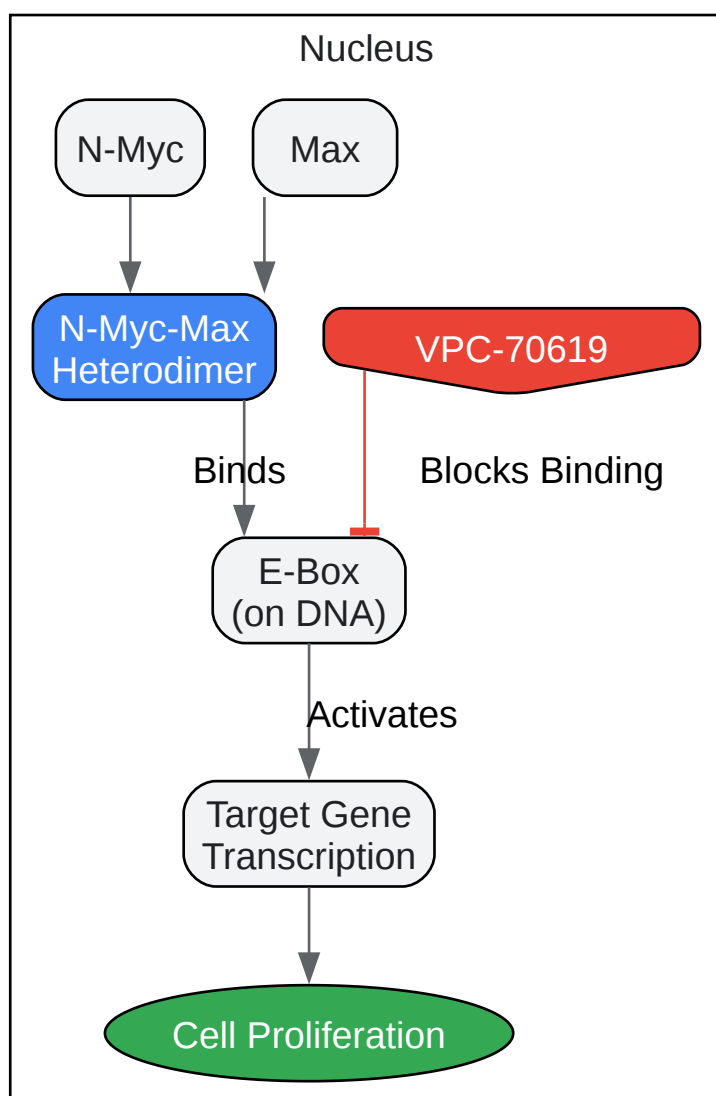 Nucleus
N-Myc
Max
N-Myc-Max
Heterodimer
VPC-70619
Binds
Blocks Binding
E-Box
(on DNA)
Activates
Target Gene
Transcription
Cell Proliferation